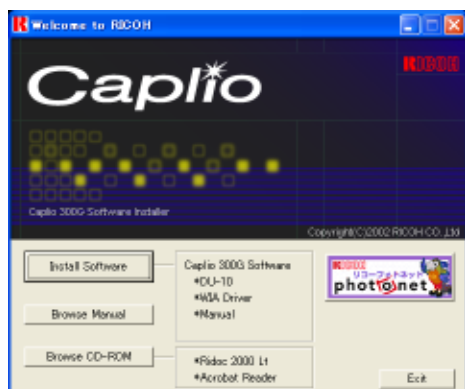 Welcome to RICOH
Caplio
RICOH
Caplio 300G Software Installer
Copyright(C)2002 RICOH CO.,Ltd
Install Software
Caplio 300G Software
*DU-10
*WIA Driver
*Manual
RICOH
リコーフォトネット
photonet
Browse Manual
Browse CD-ROM
*Ridoc 2000 Lt
*Acrobat Reader
Exit